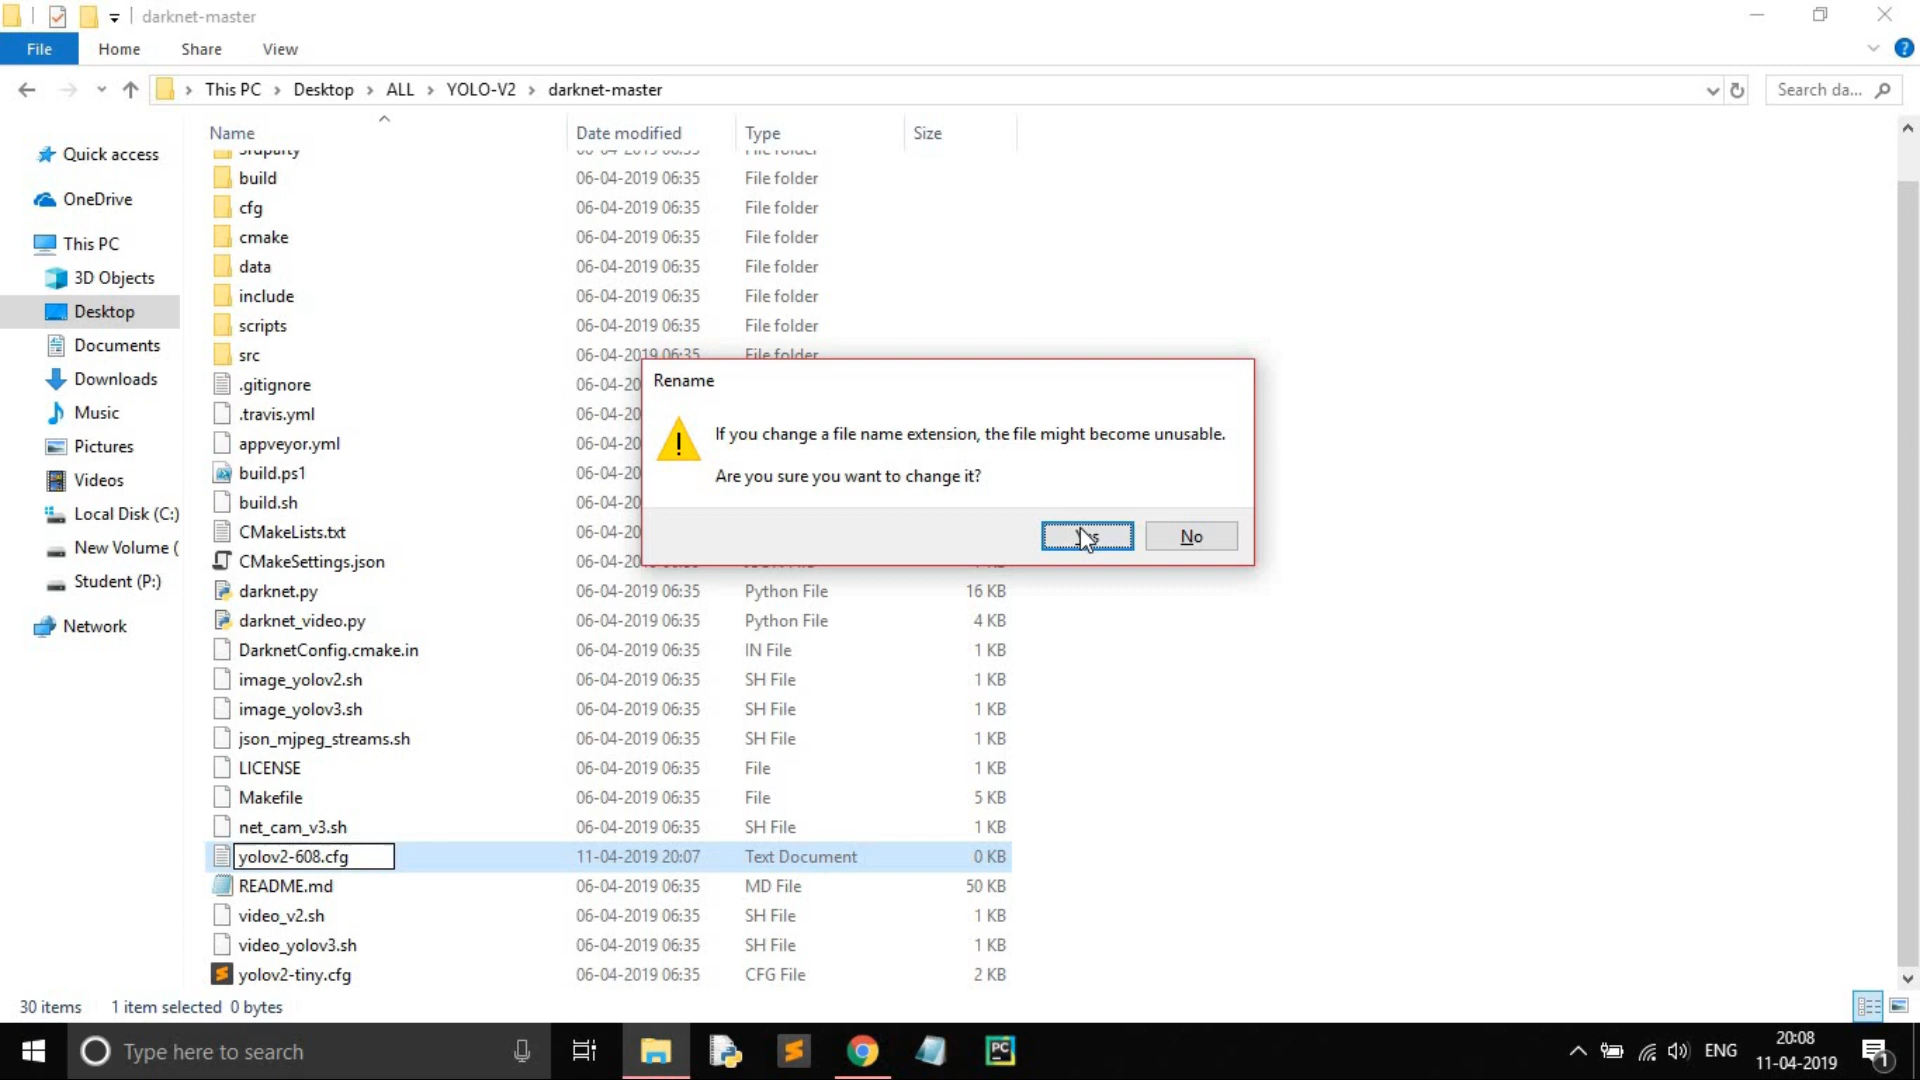 darknet-master
File
Home
Share
View
This PC
Desktop
ALL
YOLO-V2
darknet-master
Search da...
Name
Date modified
Type
Size
Quick access
OneDrive
This PC
3D Objects
Desktop
Documents
Downloads
Music
Pictures
Videos
Local Disk (C:)
New Volume (
Student (P:)
Network
build 06-04-2019 06:35 File folder
cfg 06-04-2019 06:35 File folder
cmake 06-04-2019 06:35 File folder
data 06-04-2019 06:35 File folder
include 06-04-2019 06:35 File folder
scripts 06-04-2019 06:35 File folder
src 06-04-2019 06:35 File folder
.gitignore 06-04-20
.travis.yml 06-04-20
appveyor.yml 06-04-20
build.ps1 06-04-20
build.sh 06-04-20
CMakeLists.txt 06-04-20
CMakeSettings.json 06-04-20
darknet.py 06-04-2019 06:35 Python File 16 KB
darknet_video.py 06-04-2019 06:35 Python File 4 KB
DarknetConfig.cmake.in 06-04-2019 06:35 IN File 1 KB
image_yolov2.sh 06-04-2019 06:35 SH File 1 KB
image_yolov3.sh 06-04-2019 06:35 SH File 1 KB
json_mjpeg_streams.sh 06-04-2019 06:35 SH File 1 KB
LICENSE 06-04-2019 06:35 File 1 KB
Makefile 06-04-2019 06:35 File 5 KB
net_cam_v3.sh 06-04-2019 06:35 SH File 1 KB
yolov2-608.cfg 11-04-2019 20:07 Text Document 0 KB
README.md 06-04-2019 06:35 MD File 50 KB
video_v2.sh 06-04-2019 06:35 SH File 1 KB
video_yolov3.sh 06-04-2019 06:35 SH File 1 KB
yolov2-tiny.cfg 06-04-2019 06:35 CFG File 2 KB
Rename
If you change a file name extension, the file might become unusable.
Are you sure you want to change it?
Yes
No
30 items 1 item selected 0 bytes
Type here to search
ENG
20:08
11-04-2019
1